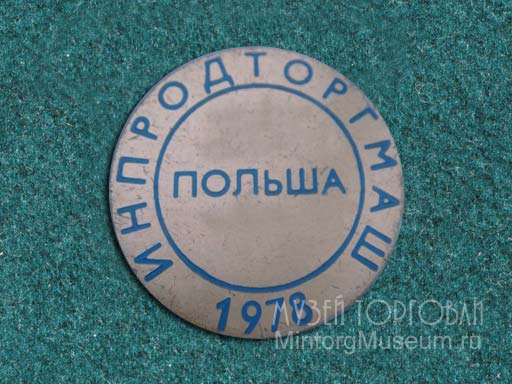 ИНПРОДТОРГМАШ
ПОЛЬША
1978
МУЗЕЙ ТОРГОВЛИ
MintorgMuseum.ru